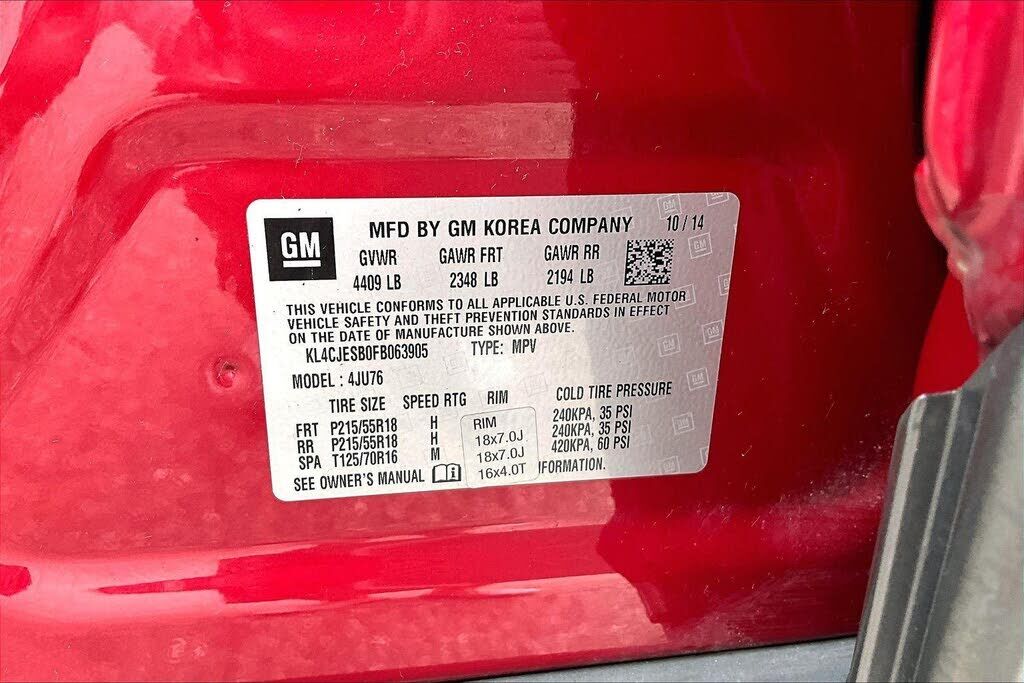 GM
MFD BY GM KOREA COMPANY 10/14
GVWR GAWR FRT GAWR RR
4409 LB 2348 LB 2194 LB
THIS VEHICLE CONFORMS TO ALL APPLICABLE U.S. FEDERAL MOTOR
VEHICLE SAFETY AND THEFT PREVENTION STANDARDS IN EFFECT
ON THE DATE OF MANUFACTURE SHOWN ABOVE.
KL4CJESB0FB063905 TYPE: MPV
MODEL : 4JU76
TIRE SIZE SPEED RTG RIM COLD TIRE PRESSURE
FRT P215/55R18 H RIM 240KPA, 35 PSI
RR P215/55R18 H 18x7.0J 240KPA, 35 PSI
SPA T125/70R16 M 18x7.0J 420KPA, 60 PSI
SEE OWNER'S MANUAL 16x4.0T FORMATION.